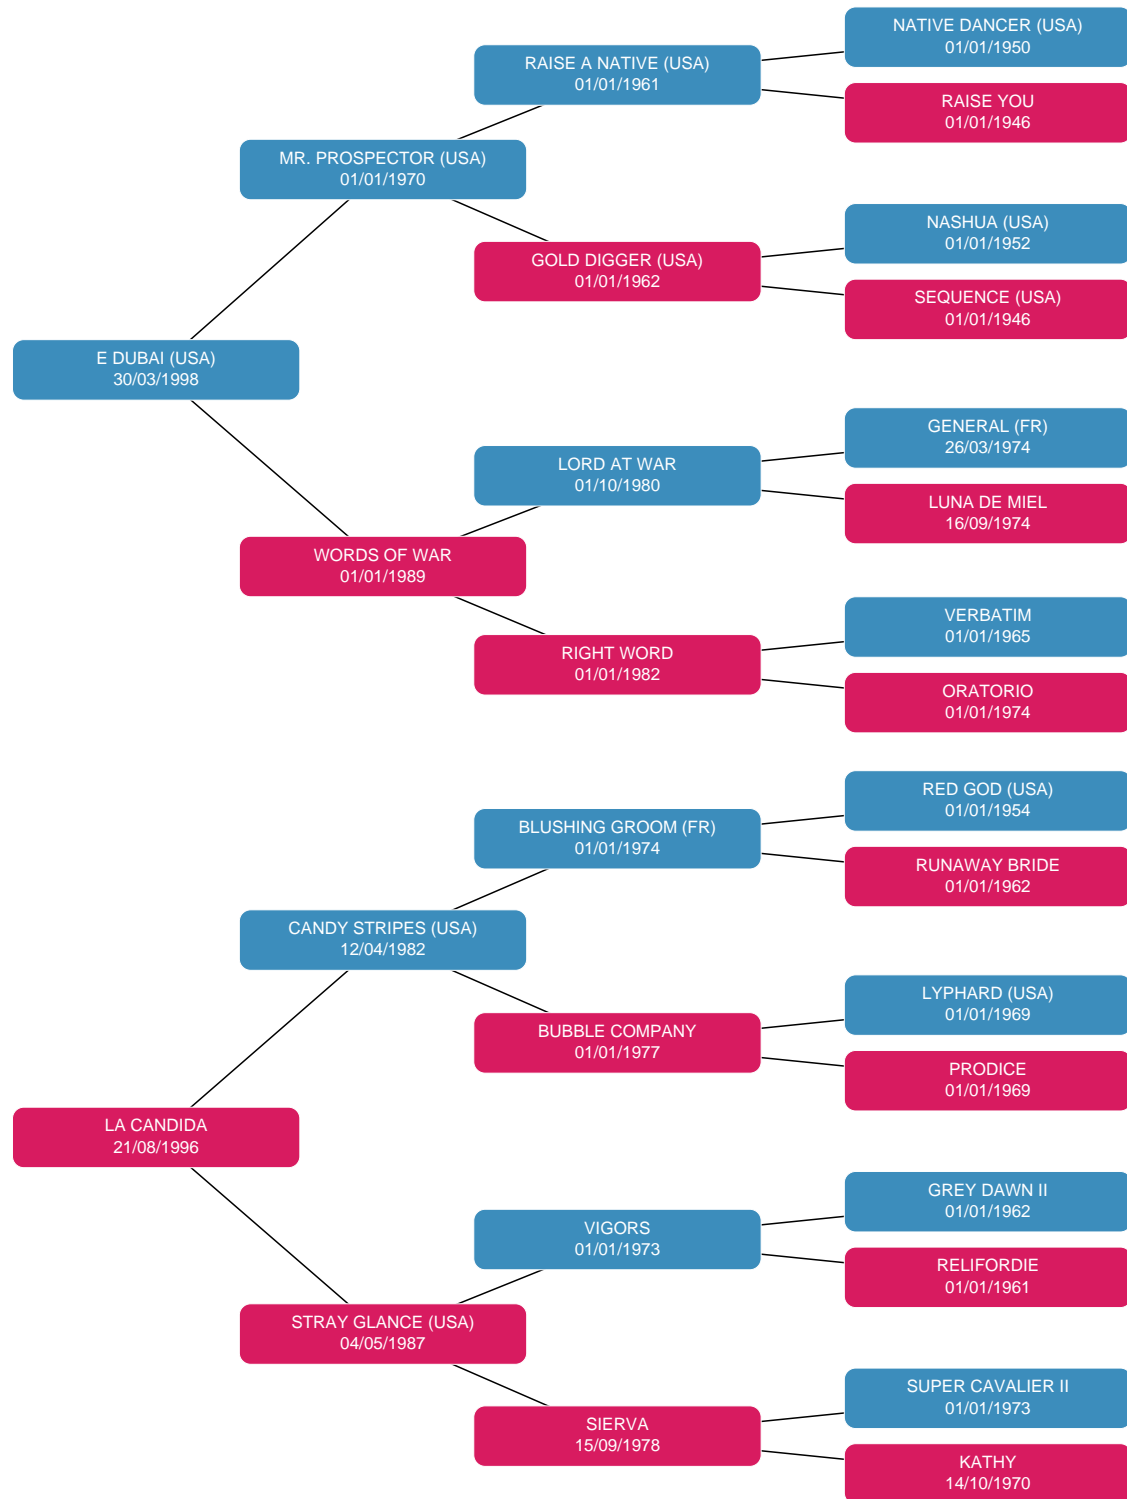 NATIVE DANCER (USA)
01/01/1950
RAISE A NATIVE (USA)
01/01/1961
RAISE YOU
01/01/1946
MR. PROSPECTOR (USA)
01/01/1970
NASHUA (USA)
01/01/1952
GOLD DIGGER (USA)
01/01/1962
SEQUENCE (USA)
01/01/1946
E DUBAI (USA)
30/03/1998
GENERAL (FR)
26/03/1974
LORD AT WAR
01/10/1980
LUNA DE MIEL
16/09/1974
WORDS OF WAR
01/01/1989
VERBATIM
01/01/1965
RIGHT WORD
01/01/1982
ORATORIO
01/01/1974
RED GOD (USA)
01/01/1954
BLUSHING GROOM (FR)
01/01/1974
RUNAWAY BRIDE
01/01/1962
CANDY STRIPES (USA)
12/04/1982
LYPHARD (USA)
01/01/1969
BUBBLE COMPANY
01/01/1977
PRODICE
01/01/1969
LA CANDIDA
21/08/1996
GREY DAWN II
01/01/1962
VIGORS
01/01/1973
RELIFORDIE
01/01/1961
STRAY GLANCE (USA)
04/05/1987
SUPER CAVALIER II
01/01/1973
SIERVA
15/09/1978
KATHY
14/10/1970